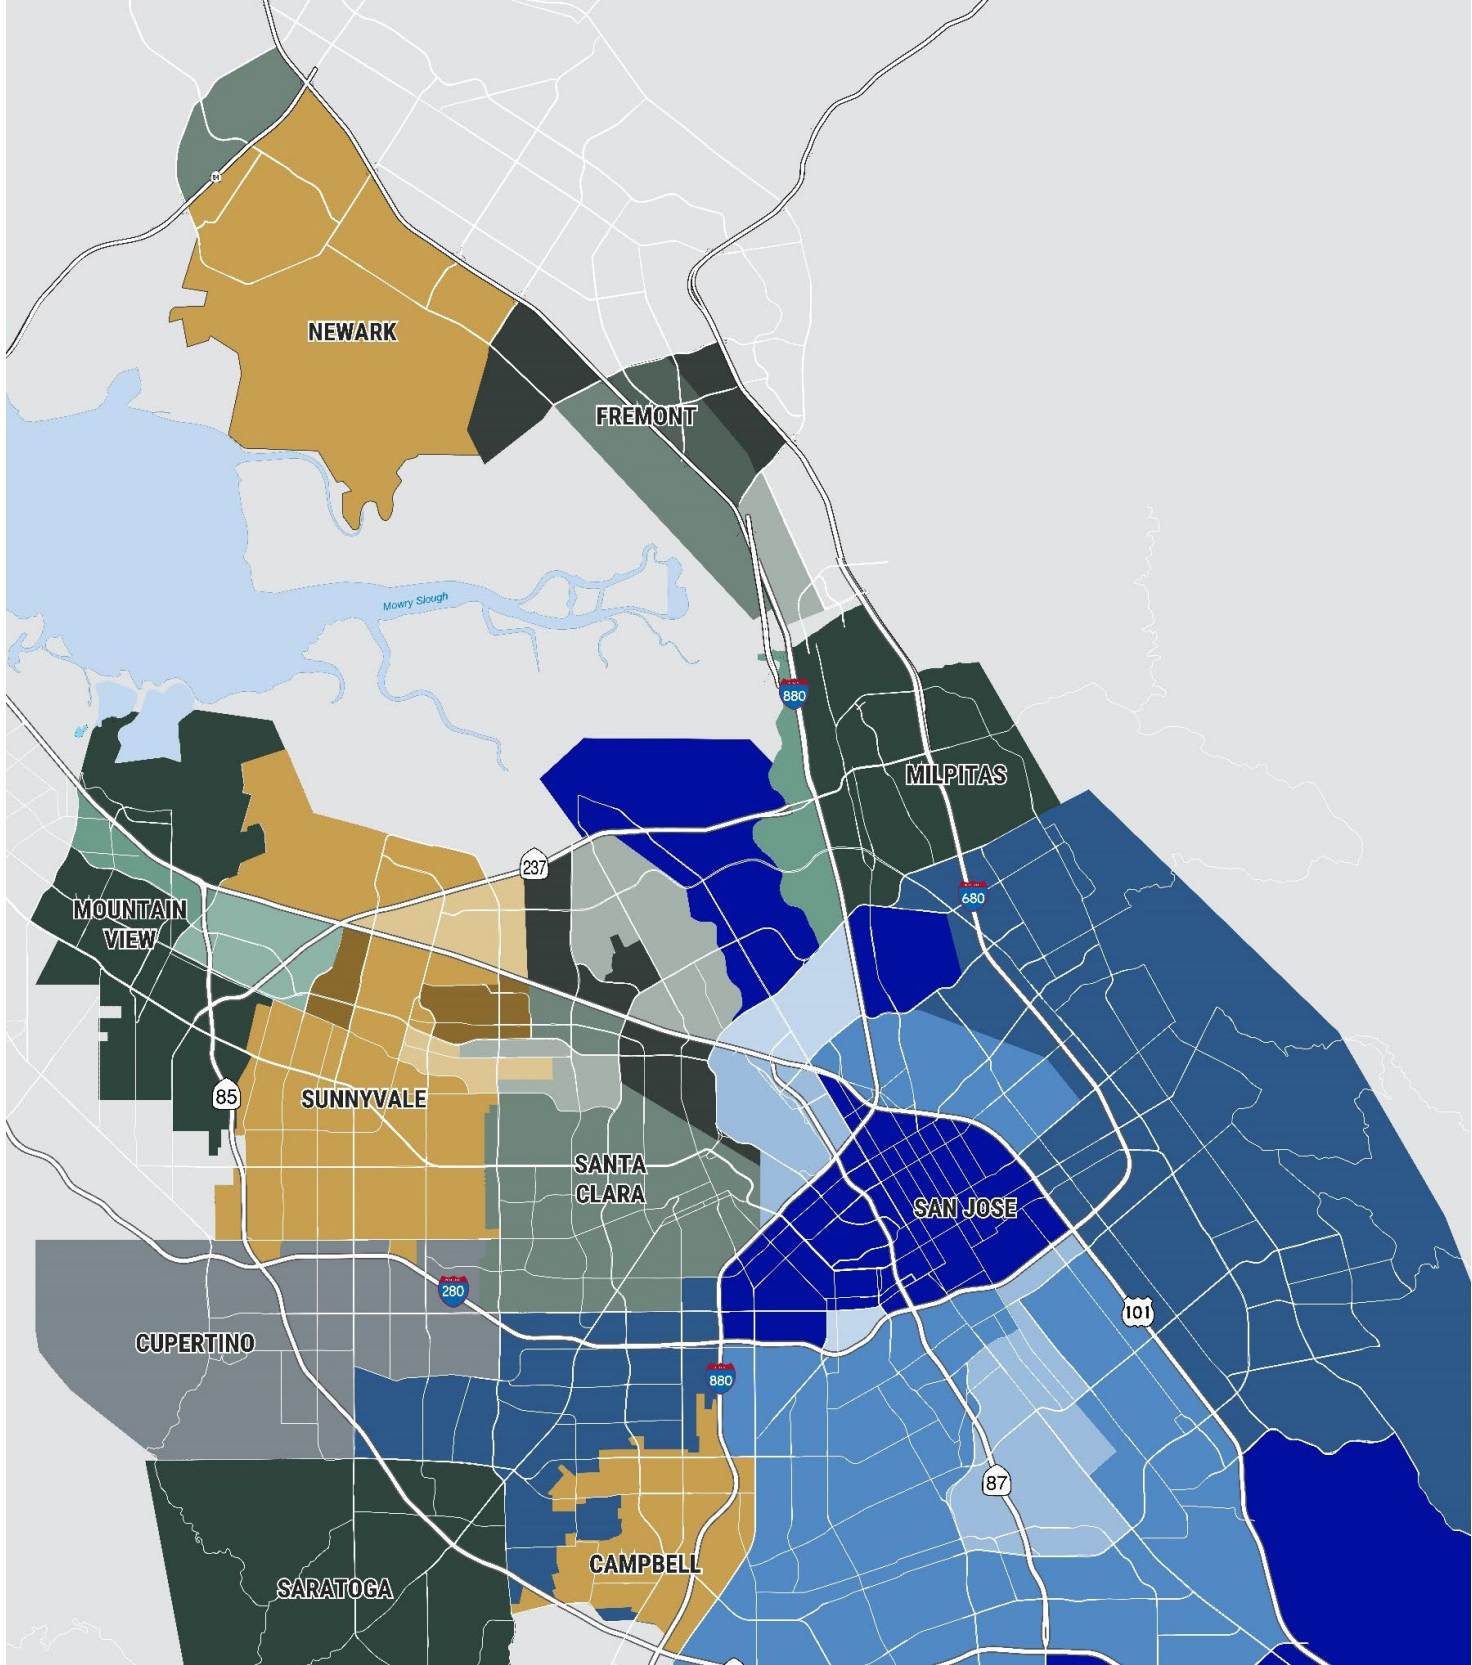 84
NEWARK
FREMONT
Mowry Slough
880
MILPITAS
237
680
MOUNTAIN
VIEW
85
SUNNYVALE
SANTA
CLARA
SAN JOSE
280
101
CUPERTINO
880
87
CAMPBELL
SARATOGA